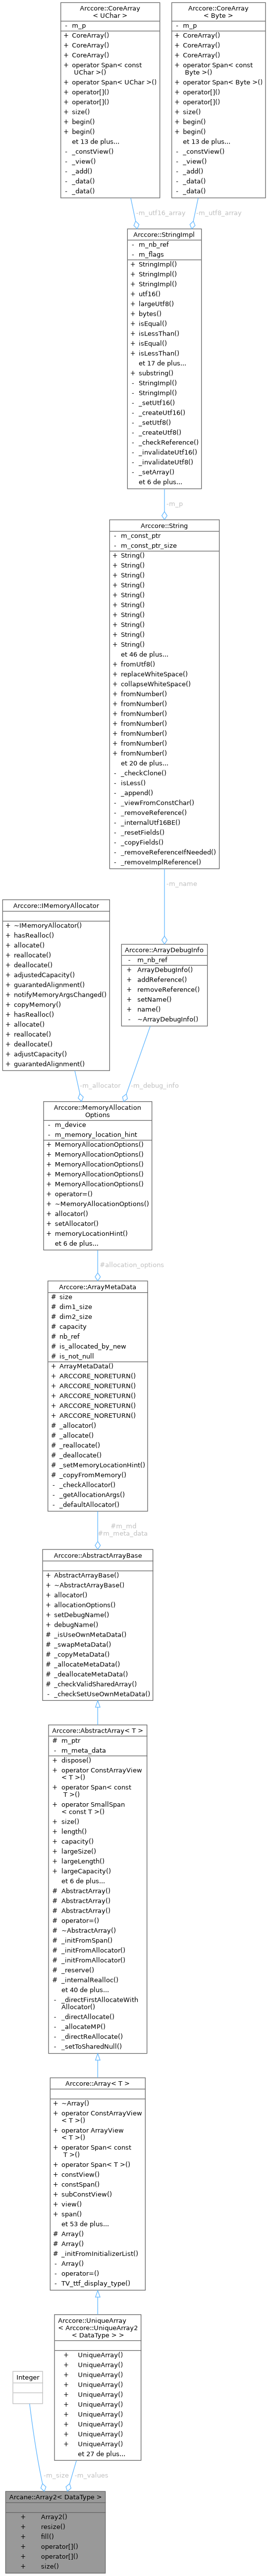 Arccore::CoreArray
< UChar >
- m_p
+ CoreArray()
+ CoreArray()
+ CoreArray()
+ operator Span< const
UChar >()
+ operator Span< UChar >()
+ operator[]()
+ operator[]()
+ size()
+ begin()
+ begin()
et 13 de plus...
- _constView()
- _view()
- _add()
- _data()
- _data()
Arccore::CoreArray
< Byte >
- m_p
+ CoreArray()
+ CoreArray()
+ CoreArray()
+ operator Span< const
Byte >()
+ operator Span< Byte >()
+ operator[]()
+ operator[]()
+ size()
+ begin()
+ begin()
et 13 de plus...
- _constView()
- _view()
- _add()
- _data()
- _data()
-m_utf16_array
-m_utf8_array
Arccore::StringImpl
- m_nb_ref
- m_flags
+ StringImpl()
+ StringImpl()
+ StringImpl()
+ utf16()
+ largeUtf8()
+ bytes()
+ isEqual()
+ isLessThan()
+ isEqual()
+ isLessThan()
et 17 de plus...
+ substring()
- StringImpl()
- StringImpl()
- _setUtf16()
- _createUtf16()
- _setUtf8()
- _createUtf8()
- _checkReference()
- _invalidateUtf16()
- _invalidateUtf8()
- _setArray()
et 6 de plus...
-m_p
Arccore::String
- m_const_ptr
- m_const_ptr_size
+ String()
+ String()
+ String()
+ String()
+ String()
+ String()
+ String()
+ String()
+ String()
+ String()
et 46 de plus...
+ fromUtf8()
+ replaceWhiteSpace()
+ collapseWhiteSpace()
+ fromNumber()
+ fromNumber()
+ fromNumber()
+ fromNumber()
+ fromNumber()
+ fromNumber()
+ fromNumber()
et 20 de plus...
- _checkClone()
- isLess()
- _append()
- _viewFromConstChar()
- _removeReference()
- _internalUtf16BE()
- _resetFields()
- _copyFields()
- _removeReferenceIfNeeded()
- _removeImplReference()
-m_name
Arccore::IMemoryAllocator
+ ~IMemoryAllocator()
+ hasRealloc()
+ allocate()
+ reallocate()
+ deallocate()
+ adjustedCapacity()
+ guarantedAlignment()
+ notifyMemoryArgsChanged()
+ copyMemory()
+ hasRealloc()
+ allocate()
+ reallocate()
+ deallocate()
+ adjustCapacity()
+ guarantedAlignment()
Arccore::ArrayDebugInfo
- m_nb_ref
+ ArrayDebugInfo()
+ addReference()
+ removeReference()
+ setName()
+ name()
- ~ArrayDebugInfo()
-m_allocator
-m_debug_info
Arccore::MemoryAllocation
Options
- m_device
- m_memory_location_hint
+ MemoryAllocationOptions()
+ MemoryAllocationOptions()
+ MemoryAllocationOptions()
+ MemoryAllocationOptions()
+ MemoryAllocationOptions()
+ operator=()
+ ~MemoryAllocationOptions()
+ allocator()
+ setAllocator()
+ memoryLocationHint()
et 6 de plus...
#allocation_options
Arccore::ArrayMetaData
# size
# dim1_size
# dim2_size
# capacity
# nb_ref
# is_allocated_by_new
# is_not_null
+ ArrayMetaData()
+ ARCCORE_NORETURN()
+ ARCCORE_NORETURN()
+ ARCCORE_NORETURN()
+ ARCCORE_NORETURN()
+ ARCCORE_NORETURN()
# _allocator()
# _allocate()
# _reallocate()
# _deallocate()
# _setMemoryLocationHint()
# _copyFromMemory()
- _checkAllocator()
- _getAllocationArgs()
- _defaultAllocator()
#m_md
#m_meta_data
Arccore::AbstractArrayBase
+ AbstractArrayBase()
+ ~AbstractArrayBase()
+ allocator()
+ allocationOptions()
+ setDebugName()
+ debugName()
# _isUseOwnMetaData()
# _swapMetaData()
# _copyMetaData()
# _allocateMetaData()
# _deallocateMetaData()
# _checkValidSharedArray()
- _checkSetUseOwnMetaData()
Arccore::AbstractArray< T >
# m_ptr
- m_meta_data
+ dispose()
+ operator ConstArrayView
< T >()
+ operator Span< const
T >()
+ operator SmallSpan
< const T >()
+ size()
+ length()
+ capacity()
+ largeSize()
+ largeLength()
+ largeCapacity()
et 6 de plus...
# AbstractArray()
# AbstractArray()
# AbstractArray()
# operator=()
# ~AbstractArray()
# _initFromSpan()
# _initFromAllocator()
# _initFromAllocator()
# _reserve()
# _internalRealloc()
et 40 de plus...
- _directFirstAllocateWith
Allocator()
- _directAllocate()
- _allocateMP()
- _directReAllocate()
- _setToSharedNull()
Arccore::Array< T >
+ ~Array()
+ operator ConstArrayView
< T >()
+ operator ArrayView
< T >()
+ operator Span< const
T >()
+ operator Span< T >()
+ constView()
+ constSpan()
+ subConstView()
+ view()
+ span()
et 53 de plus...
# Array()
# Array()
# _initFromInitializerList()
- Array()
- operator=()
- TV_ttf_display_type()
Arccore::UniqueArray
< Arccore::UniqueArray2
< DataType > >
+ UniqueArray()
+ UniqueArray()
+ UniqueArray()
+ UniqueArray()
+ UniqueArray()
+ UniqueArray()
+ UniqueArray()
+ UniqueArray()
+ UniqueArray()
+ UniqueArray()
et 27 de plus...
Integer
-m_size
-m_values
Arcane::Array2< DataType >
+ Array2()
+ resize()
+ fill()
+ operator[]()
+ operator[]()
+ size()